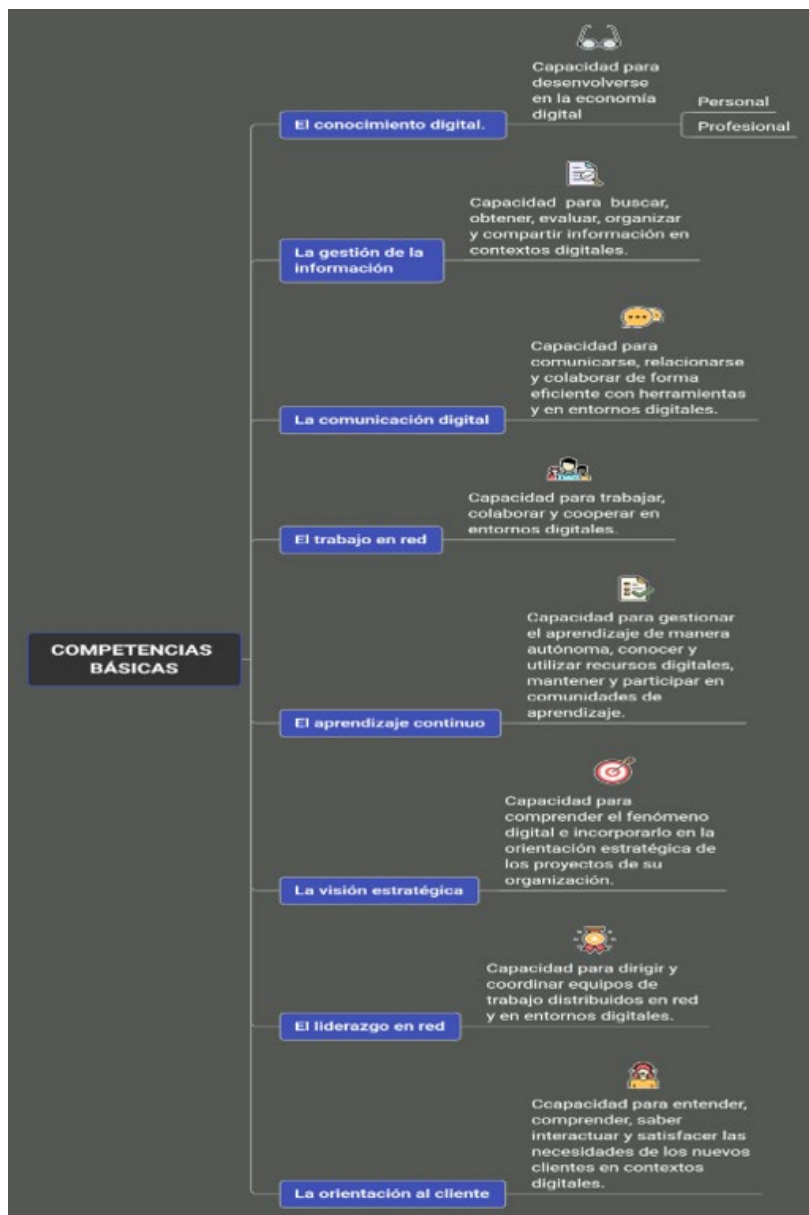 Capacidad para
desenvolverse
en la economía
digital
Personal
Profesional
El conocimiento digital.
Capacidad para buscar,
obtener, evaluar, organizar
y compartir información en
contextos digitales.
La gestión de la
información
Capacidad para
comunicarse, relacionarse
y colaborar de forma
eficiente con herramientas
y en entornos digitales.
La comunicación digital
Capacidad para trabajar,
colaborar y cooperar en
entornos digitales.
El trabajo en red
COMPETENCIAS
BÁSICAS
Capacidad para gestionar
el aprendizaje de manera
autónoma, conocer y
utilizar recursos digitales,
mantener y participar en
comunidades de
aprendizaje.
El aprendizaje continuo
Capacidad para
comprender el fenómeno
digital e incorporarlo en la
orientación estratégica de
los proyectos de su
organización.
La visión estratégica
Capacidad para dirigir y
coordinar equipos de
trabajo distribuidos en red
y en entornos digitales.
El liderazgo en red
Ccapacidad para entender,
comprender, saber
interactuar y satisfacer las
necesidades de los nuevos
clientes en contextos
digitales.
La orientación al cliente